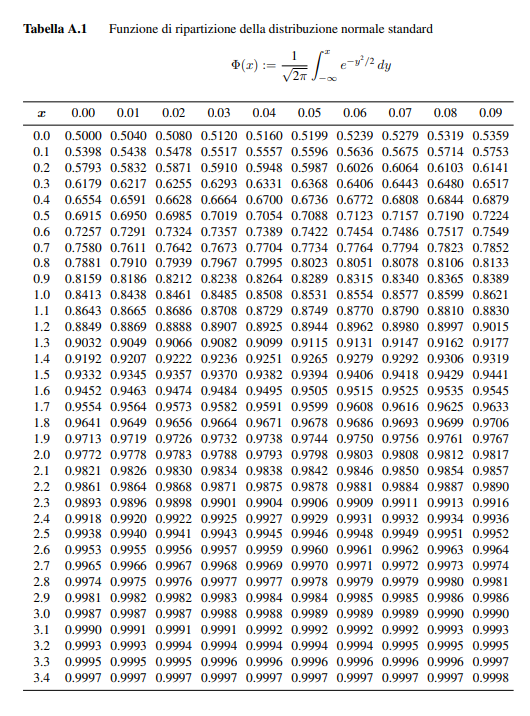 Tabella A.1 Funzione di ripartizione della distribuzione normale standard
Φ(x) := 1/√2π ∫_{-∞}^{x} e^{-y²/2} dy
x 0.00 0.01 0.02 0.03 0.04 0.05 0.06 0.07 0.08 0.09
0.0 0.5000 0.5040 0.5080 0.5120 0.5160 0.5199 0.5239 0.5279 0.5319 0.5359
0.1 0.5398 0.5438 0.5478 0.5517 0.5557 0.5596 0.5636 0.5675 0.5714 0.5753
0.2 0.5793 0.5832 0.5871 0.5910 0.5948 0.5987 0.6026 0.6064 0.6103 0.6141
0.3 0.6179 0.6217 0.6255 0.6293 0.6331 0.6368 0.6406 0.6443 0.6480 0.6517
0.4 0.6554 0.6591 0.6628 0.6664 0.6700 0.6736 0.6772 0.6808 0.6844 0.6879
0.5 0.6915 0.6950 0.6985 0.7019 0.7054 0.7088 0.7123 0.7157 0.7190 0.7224
0.6 0.7257 0.7291 0.7324 0.7357 0.7389 0.7422 0.7454 0.7486 0.7517 0.7549
0.7 0.7580 0.7611 0.7642 0.7673 0.7704 0.7734 0.7764 0.7794 0.7823 0.7852
0.8 0.7881 0.7910 0.7939 0.7967 0.7995 0.8023 0.8051 0.8078 0.8106 0.8133
0.9 0.8159 0.8186 0.8212 0.8238 0.8264 0.8289 0.8315 0.8340 0.8365 0.8389
1.0 0.8413 0.8438 0.8461 0.8485 0.8508 0.8531 0.8554 0.8577 0.8599 0.8621
1.1 0.8643 0.8665 0.8686 0.8708 0.8729 0.8749 0.8770 0.8790 0.8810 0.8830
1.2 0.8849 0.8869 0.8888 0.8907 0.8925 0.8944 0.8962 0.8980 0.8997 0.9015
1.3 0.9032 0.9049 0.9066 0.9082 0.9099 0.9115 0.9131 0.9147 0.9162 0.9177
1.4 0.9192 0.9207 0.9222 0.9236 0.9251 0.9265 0.9279 0.9292 0.9306 0.9319
1.5 0.9332 0.9345 0.9357 0.9370 0.9382 0.9394 0.9406 0.9418 0.9429 0.9441
1.6 0.9452 0.9463 0.9474 0.9484 0.9495 0.9505 0.9515 0.9525 0.9535 0.9545
1.7 0.9554 0.9564 0.9573 0.9582 0.9591 0.9599 0.9608 0.9616 0.9625 0.9633
1.8 0.9641 0.9649 0.9656 0.9664 0.9671 0.9678 0.9686 0.9693 0.9699 0.9706
1.9 0.9713 0.9719 0.9726 0.9732 0.9738 0.9744 0.9750 0.9756 0.9761 0.9767
2.0 0.9772 0.9778 0.9783 0.9788 0.9793 0.9798 0.9803 0.9808 0.9812 0.9817
2.1 0.9821 0.9826 0.9830 0.9834 0.9838 0.9842 0.9846 0.9850 0.9854 0.9857
2.2 0.9861 0.9864 0.9868 0.9871 0.9875 0.9878 0.9881 0.9884 0.9887 0.9890
2.3 0.9893 0.9896 0.9898 0.9901 0.9904 0.9906 0.9909 0.9911 0.9913 0.9916
2.4 0.9918 0.9920 0.9922 0.9925 0.9927 0.9929 0.9931 0.9932 0.9934 0.9936
2.5 0.9938 0.9940 0.9941 0.9943 0.9945 0.9946 0.9948 0.9949 0.9951 0.9952
2.6 0.9953 0.9955 0.9956 0.9957 0.9959 0.9960 0.9961 0.9962 0.9963 0.9964
2.7 0.9965 0.9966 0.9967 0.9968 0.9969 0.9970 0.9971 0.9972 0.9973 0.9974
2.8 0.9974 0.9975 0.9976 0.9977 0.9977 0.9978 0.9979 0.9979 0.9980 0.9981
2.9 0.9981 0.9982 0.9982 0.9983 0.9984 0.9984 0.9985 0.9985 0.9986 0.9986
3.0 0.9987 0.9987 0.9987 0.9988 0.9988 0.9989 0.9989 0.9989 0.9990 0.9990
3.1 0.9990 0.9991 0.9991 0.9991 0.9992 0.9992 0.9992 0.9992 0.9993 0.9993
3.2 0.9993 0.9993 0.9994 0.9994 0.9994 0.9994 0.9994 0.9995 0.9995 0.9995
3.3 0.9995 0.9995 0.9995 0.9996 0.9996 0.9996 0.9996 0.9996 0.9996 0.9997
3.4 0.9997 0.9997 0.9997 0.9997 0.9997 0.9997 0.9997 0.9997 0.9997 0.9998